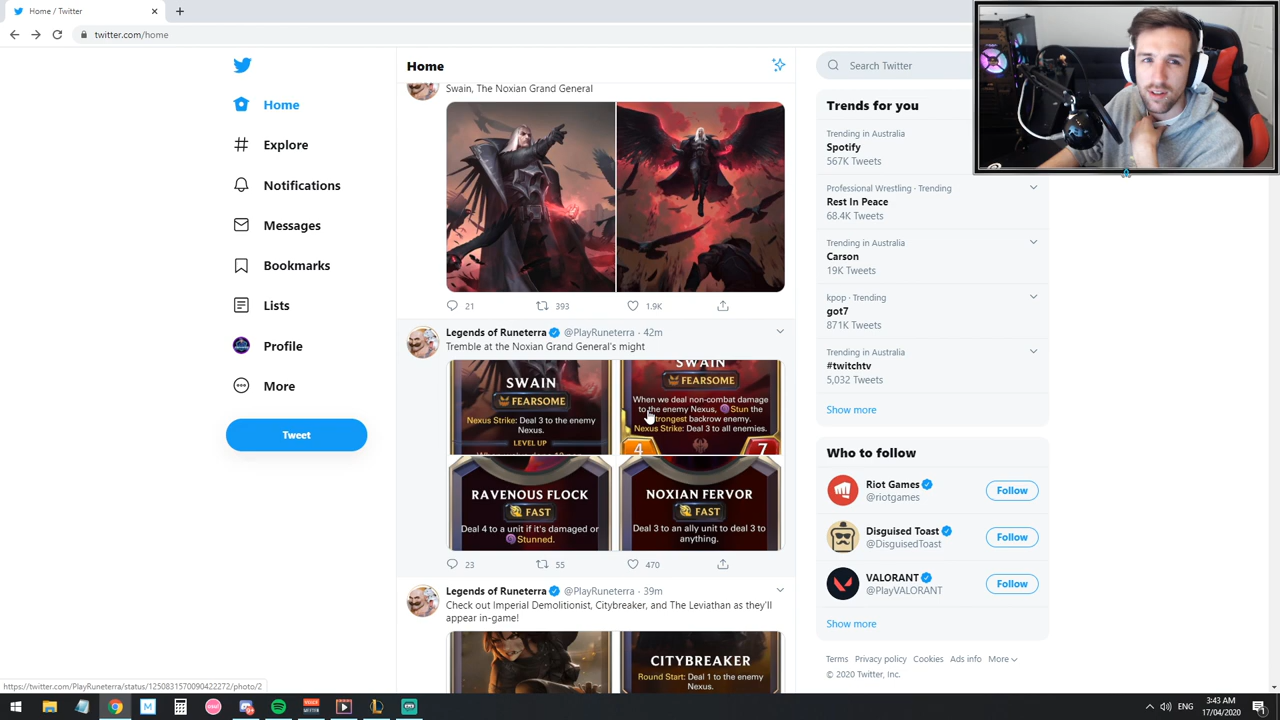 Home / Twitter
twitter.com/home
Home
Explore
Notifications
Messages
Bookmarks
Lists
Profile
More
Tweet
Home
Swain, The Noxian Grand General
21
393
1.9K
Legends of Runeterra @PlayRuneterra · 42m
Tremble at the Noxian Grand General's might
SWAIN
FEARSOME
Nexus Strike: Deal 3 to the enemy
Nexus.
LEVEL UP
SWAIN
FEARSOME
When we deal non-combat damage
to the enemy Nexus, Stun the
strongest backrow enemy.
Nexus Strike: Deal 3 to all enemies.
4
7
RAVENOUS FLOCK
FAST
Deal 4 to a unit if it's damaged or
Stunned.
NOXIAN FERVOR
FAST
Deal 3 to an ally unit to deal 3 to
anything.
23
55
470
Legends of Runeterra @PlayRuneterra · 39m
Check out Imperial Demolitionist, Citybreaker, and The Leviathan as they'll
appear in-game!
CITYBREAKER
Round Start: Deal 1 to the enemy
Nexus.
Search Twitter
Trends for you
Trending in Australia
Spotify
567K Tweets
Professional Wrestling · Trending
Rest In Peace
68.4K Tweets
Trending in Australia
Carson
19K Tweets
kpop · Trending
got7
871K Tweets
Trending in Australia
#twitchtv
5,032 Tweets
Show more
Who to follow
Riot Games
@riotgames
Follow
Disguised Toast
@DisguisedToast
Follow
VALORANT
@PlayVALORANT
Follow
Show more
Terms Privacy policy Cookies Ads info More
© 2020 Twitter, Inc.
https://twitter.com/PlayRuneterra/status/1250831570090422272/photo/2
ENG
3:43 AM
17/04/2020